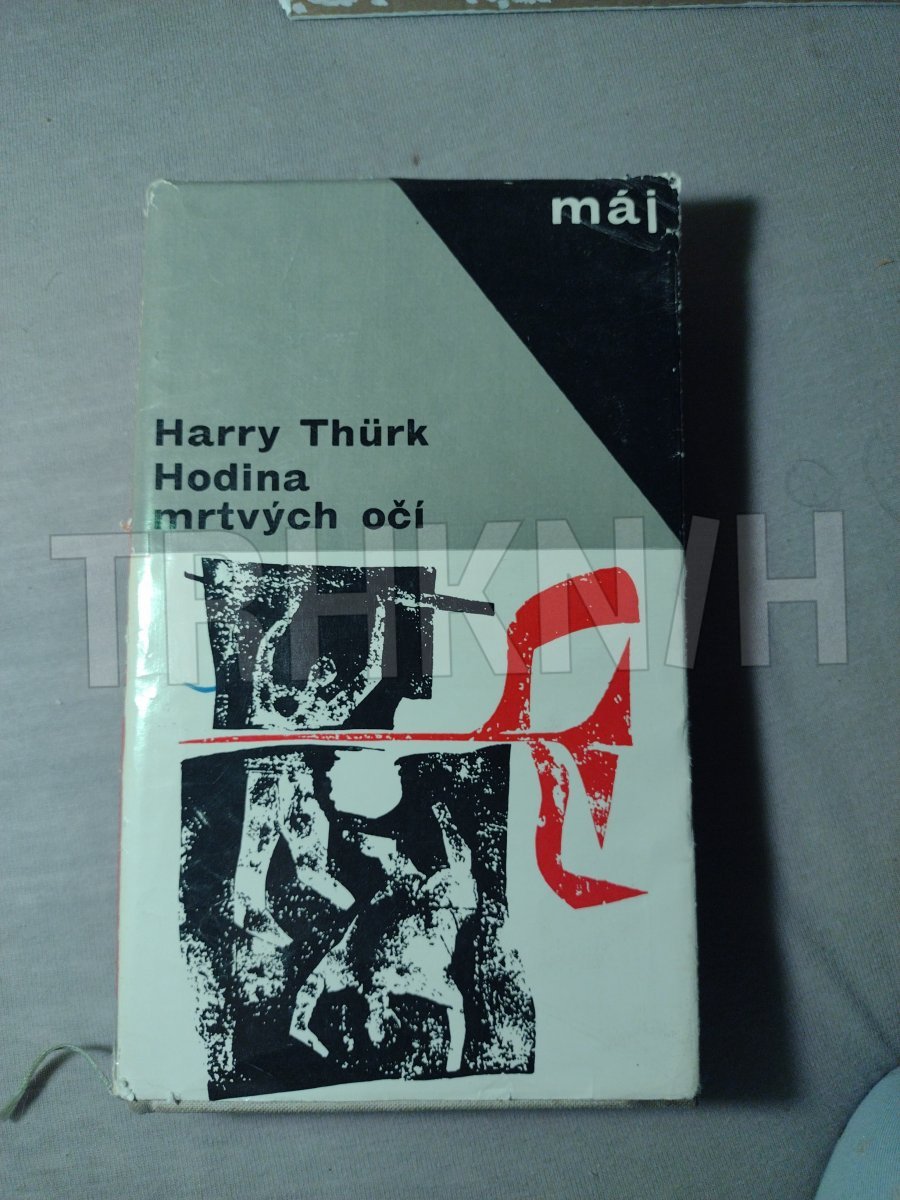 máj
Harry Thürk
Hodina
mrtvých očí
TRHKNIH